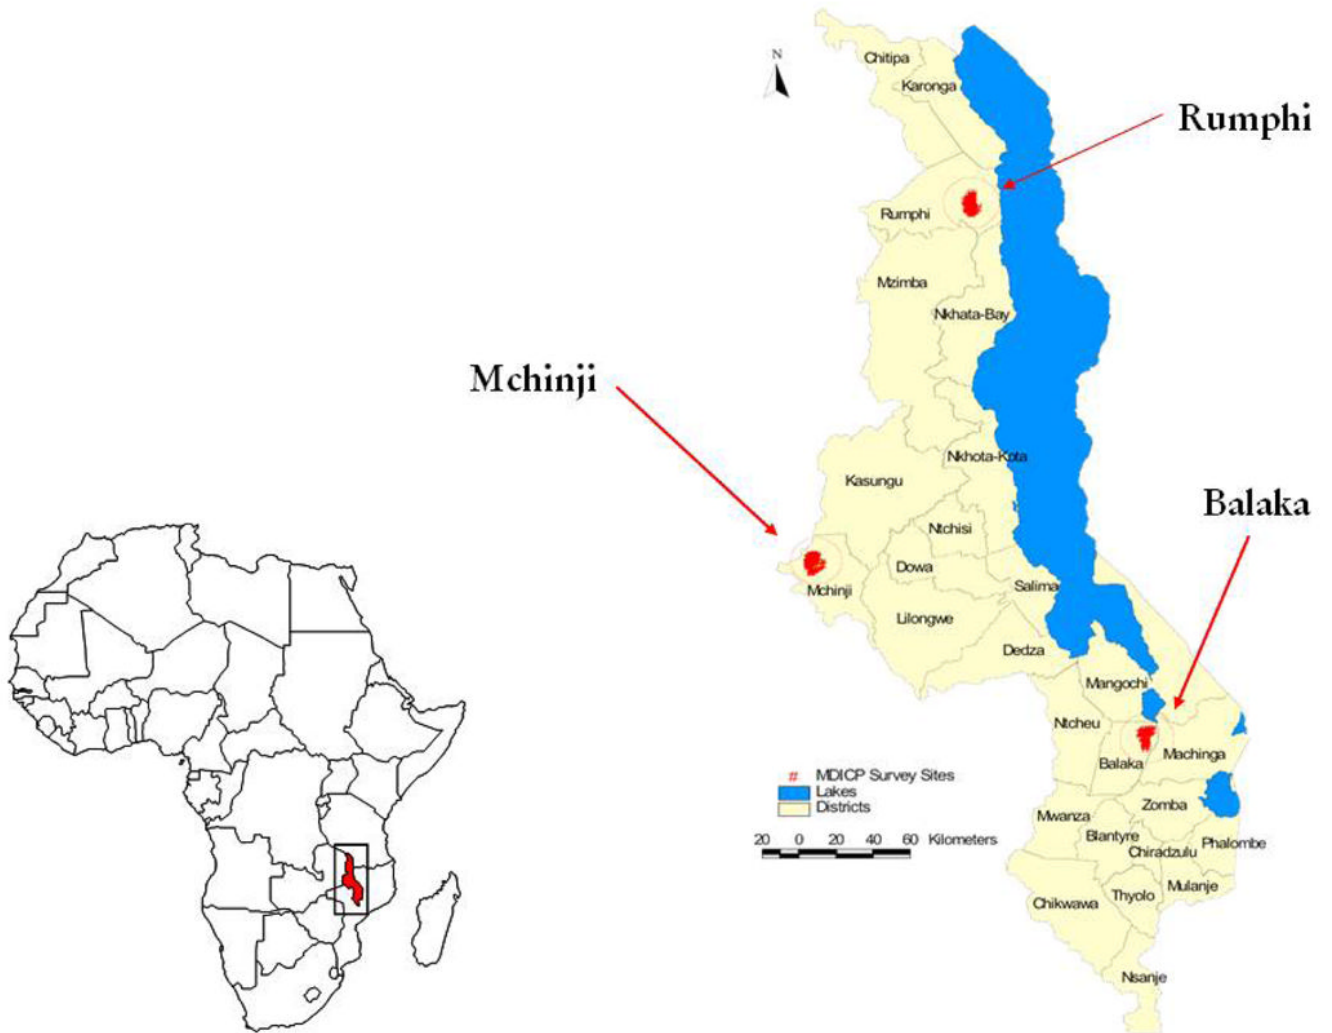 N
Chitipa
Karonga
Rumphi
Rumphi
Mzimba
Nkhata-Bay
Mchinji
Nkhota-Kota
Kasungu
Balaka
Ntchisi
Dowa
Mchinji
Salima
Lilongwe
Dedza
Mangochi
Ntcheu
Machinga
Balaka
# MDICP Survey Sites
Lakes
Districts
Zomba
Mwanza
Blantyre
Phalombe
Chiradzulu
20 0 20 40 60 Kilometers
Mulanje
Thyolo
Chikwawa
Nsanje